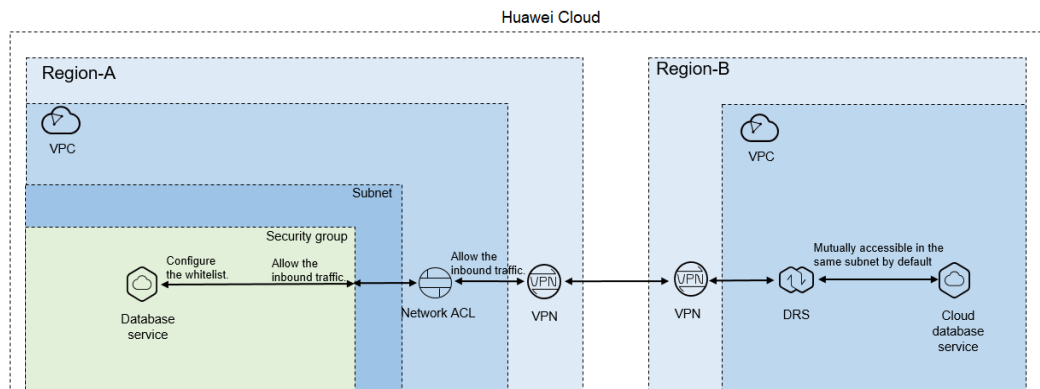 Huawei Cloud
Region-A
Region-B
VPC
VPC
Subnet
Security group
Configure
the whitelist.
Allow the
inbound traffic
Allow the
inbound traffic.
Mutually accessible in the
same subnet by default
VPN
VPN
Database
service
Network ACL
VPN
VPN
DRS
Cloud
database
service